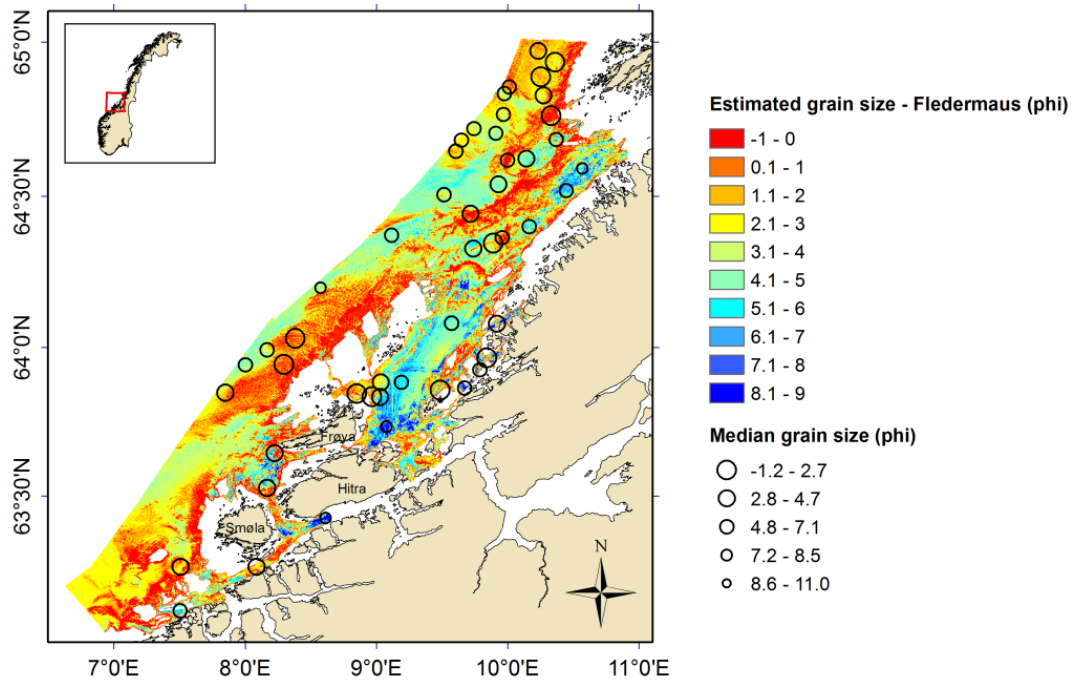 65°0'N
64°30'N
64°0'N
63°30'N
7°0'E
8°0'E
9°0'E
10°0'E
11°0'E
Frøya
Hitra
Smøla
N
Estimated grain size - Fledermaus (phi)
-1 - 0
0.1 - 1
1.1 - 2
2.1 - 3
3.1 - 4
4.1 - 5
5.1 - 6
6.1 - 7
7.1 - 8
8.1 - 9
Median grain size (phi)
-1.2 - 2.7
2.8 - 4.7
4.8 - 7.1
7.2 - 8.5
8.6 - 11.0